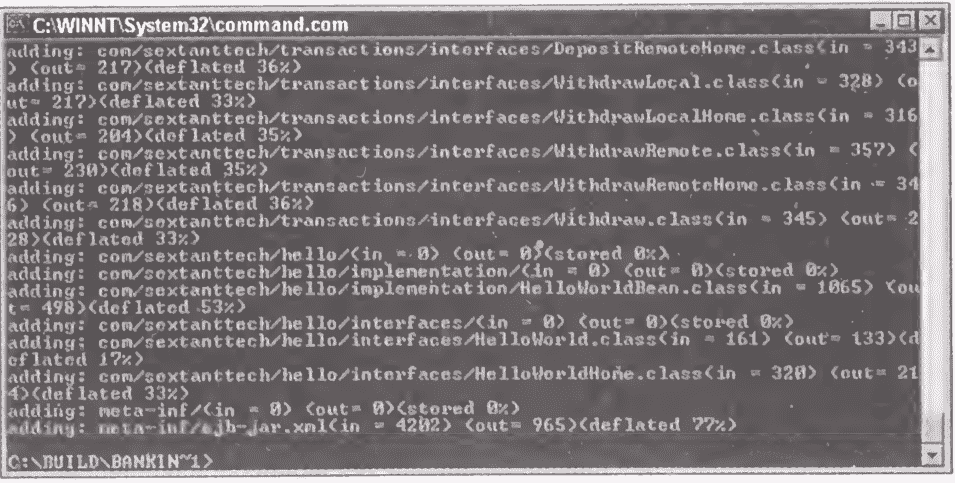 C:\WINNT\System32\command.com
adding: com/sextanttech/transactions/interfaces/DepositRemoteHome.class(in = 343
) (out= 217)(deflated 36%)
adding: com/sextanttech/transactions/interfaces/WithdrawLocal.class(in = 328) (o
ut= 217)(deflated 33%)
adding: com/sextanttech/transactions/interfaces/WithdrawLocalHome.class(in = 316
) (out= 204)(deflated 35%)
adding: com/sextanttech/transactions/interfaces/WithdrawRemote.class(in = 357) (
out= 230)(deflated 35%)
adding: com/sextanttech/transactions/interfaces/WithdrawRemoteHome.class(in = 34
6) (out= 218)(deflated 36%)
adding: com/sextanttech/transactions/interfaces/Withdraw.class(in = 345) (out= 2
28)(deflated 33%)
adding: com/sextanttech/hello/(in = 0) (out= 0)(stored 0%)
adding: com/sextanttech/hello/implementation/(in = 0) (out= 0)(stored 0%)
adding: com/sextanttech/hello/implementation/HelloWorldBean.class(in = 1065) (ou
t= 498)(deflated 53%)
adding: com/sextanttech/hello/interfaces/(in = 0) (out= 0)(stored 0%)
adding: com/sextanttech/hello/interfaces/HelloWorld.class(in = 161) (out= 133)(d
eflated 17%)
adding: com/sextanttech/hello/interfaces/HelloWorldHome.class(in = 320) (out= 21
4)(deflated 33%)
adding: meta-inf/(in = 0) (out= 0)(stored 0%)
adding: meta-inf/ejb-jar.xml(in = 4202) (out= 965)(deflated 77%)
C:\BUILD\BANKIN~1>